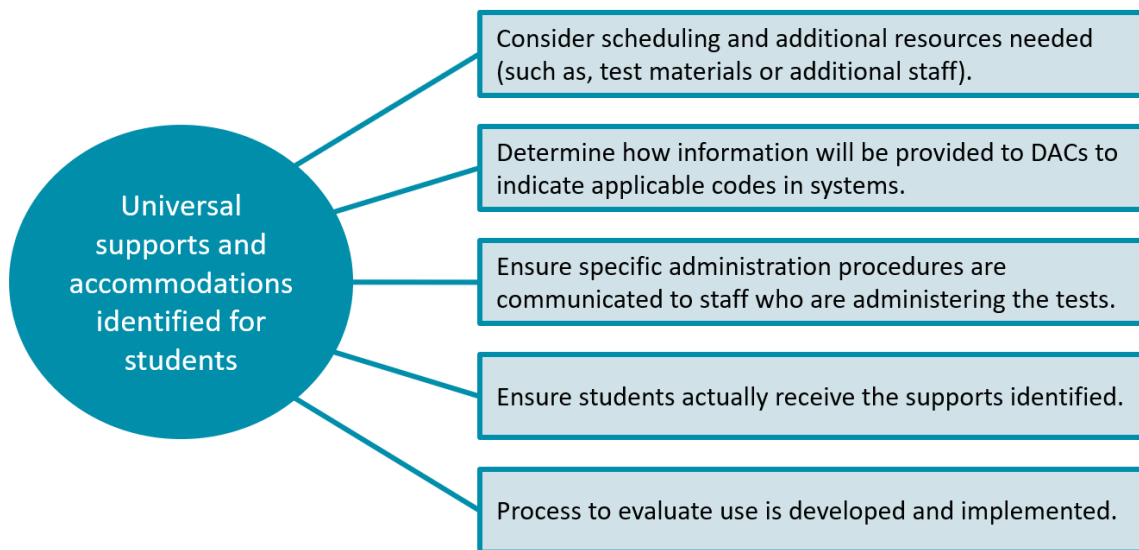 Universal
supports and
accommodations
identified for
students
Consider scheduling and additional resources needed
(such as, test materials or additional staff).
Determine how information will be provided to DACs to
indicate applicable codes in systems.
Ensure specific administration procedures are
communicated to staff who are administering the tests.
Ensure students actually receive the supports identified.
Process to evaluate use is developed and implemented.